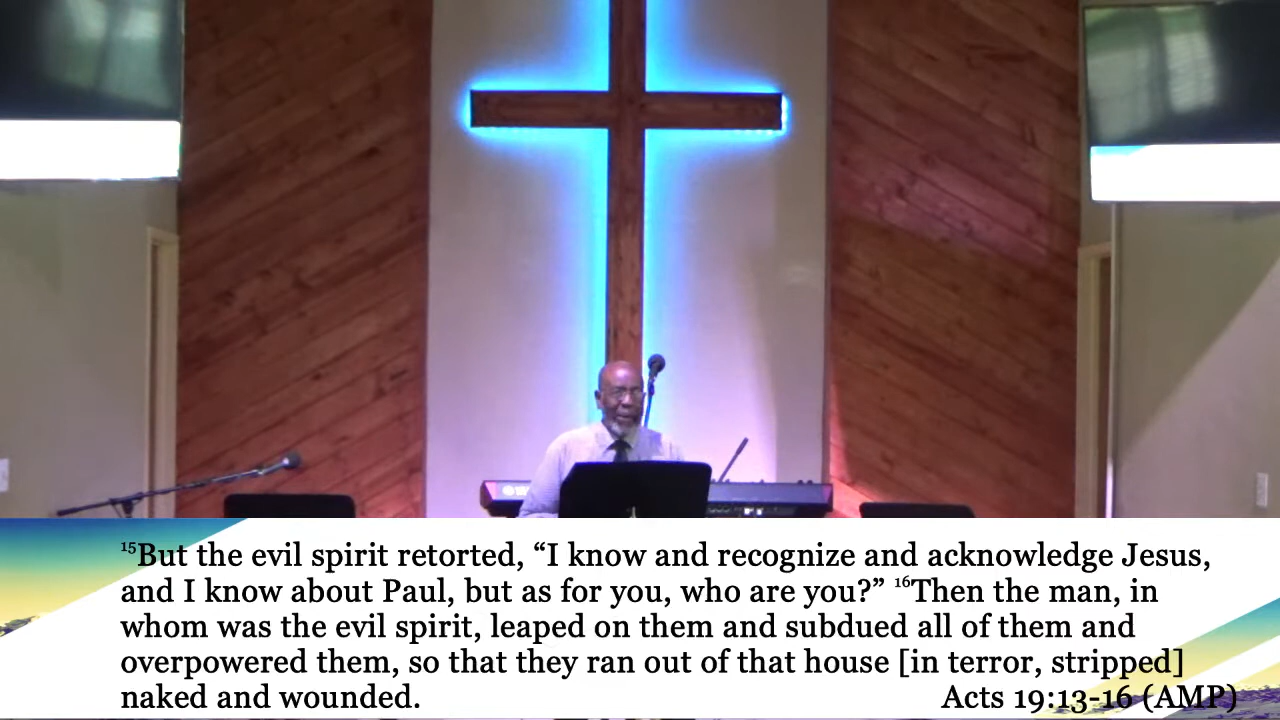 ¹⁵But the evil spirit retorted, “I know and recognize and acknowledge Jesus,
and I know about Paul, but as for you, who are you?” ¹⁶Then the man, in
whom was the evil spirit, leaped on them and subdued all of them and
overpowered them, so that they ran out of that house [in terror, stripped]
naked and wounded.
Acts 19:13-16 (AMP)